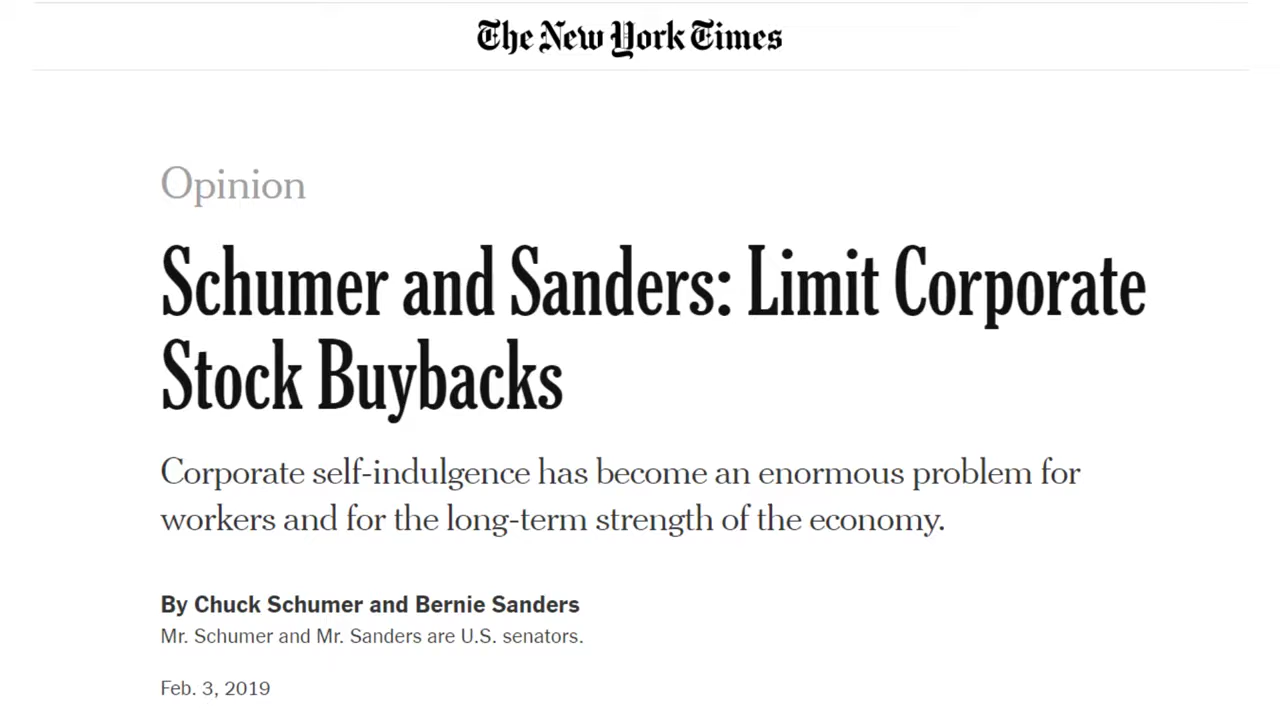 The New York Times
Opinion
Schumer and Sanders: Limit Corporate
Stock Buybacks
Corporate self-indulgence has become an enormous problem for
workers and for the long-term strength of the economy.
By Chuck Schumer and Bernie Sanders
Mr. Schumer and Mr. Sanders are U.S. senators.
Feb. 3, 2019